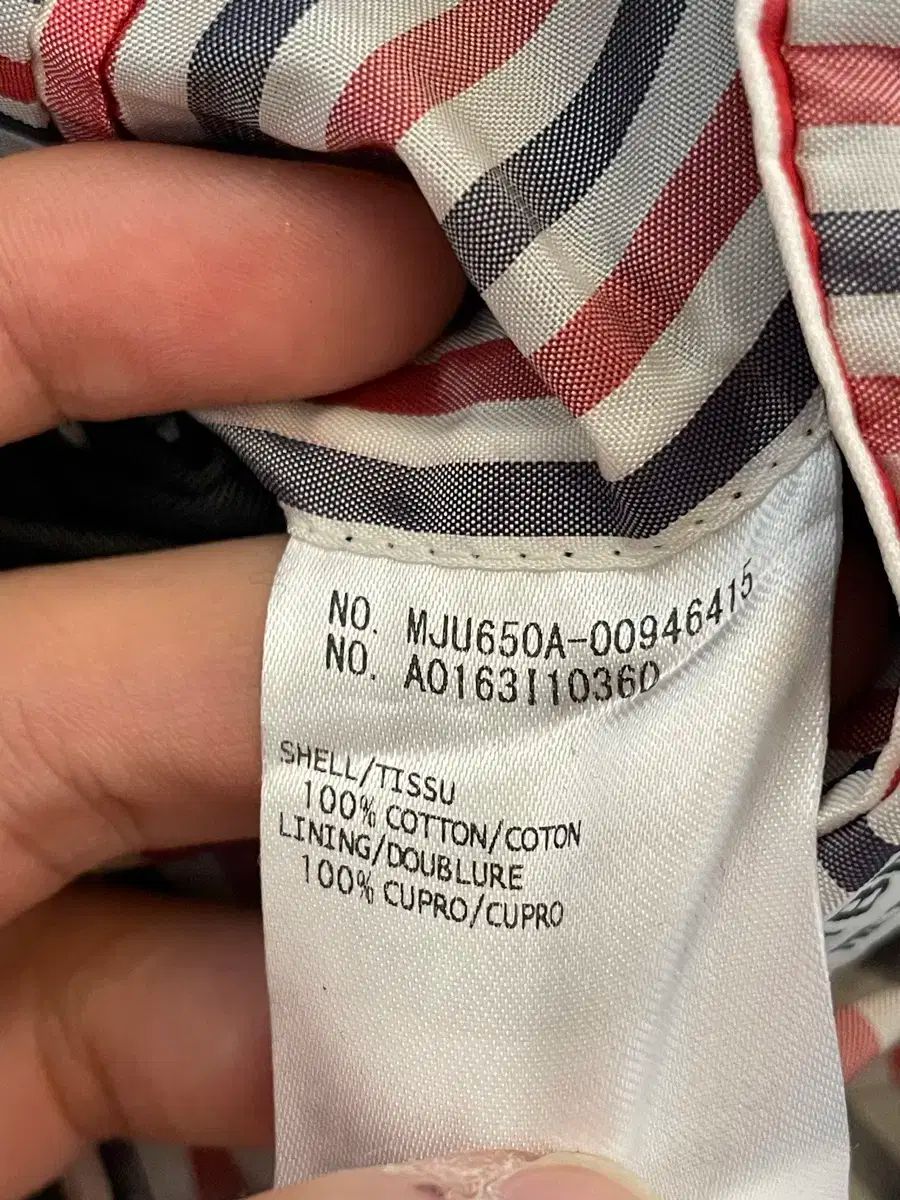 NO. MJU650A-00946415
NO. A0163I10360
SHELL/TISSU
100% COTTON/COTON
LINING/DOUBLURE
100% CUPRO/CUPRO